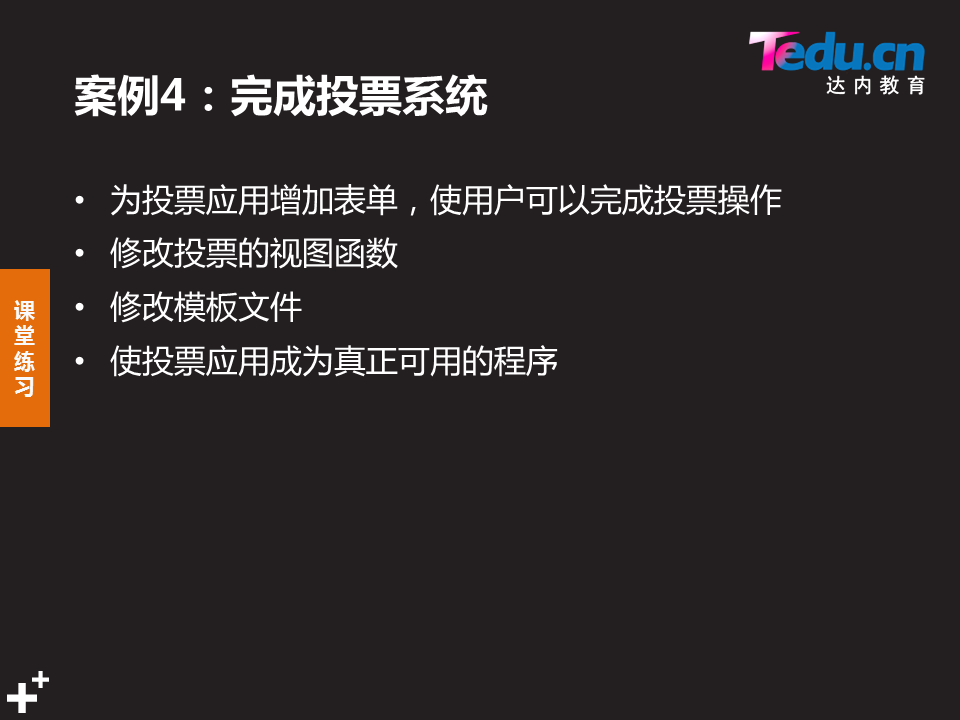 Tedu.cn
达内教育
案例4：完成投票系统
• 为投票应用增加表单，使用户可以完成投票操作
• 修改投票的视图函数
• 修改模板文件
• 使投票应用成为真正可用的程序
课
堂
练
习